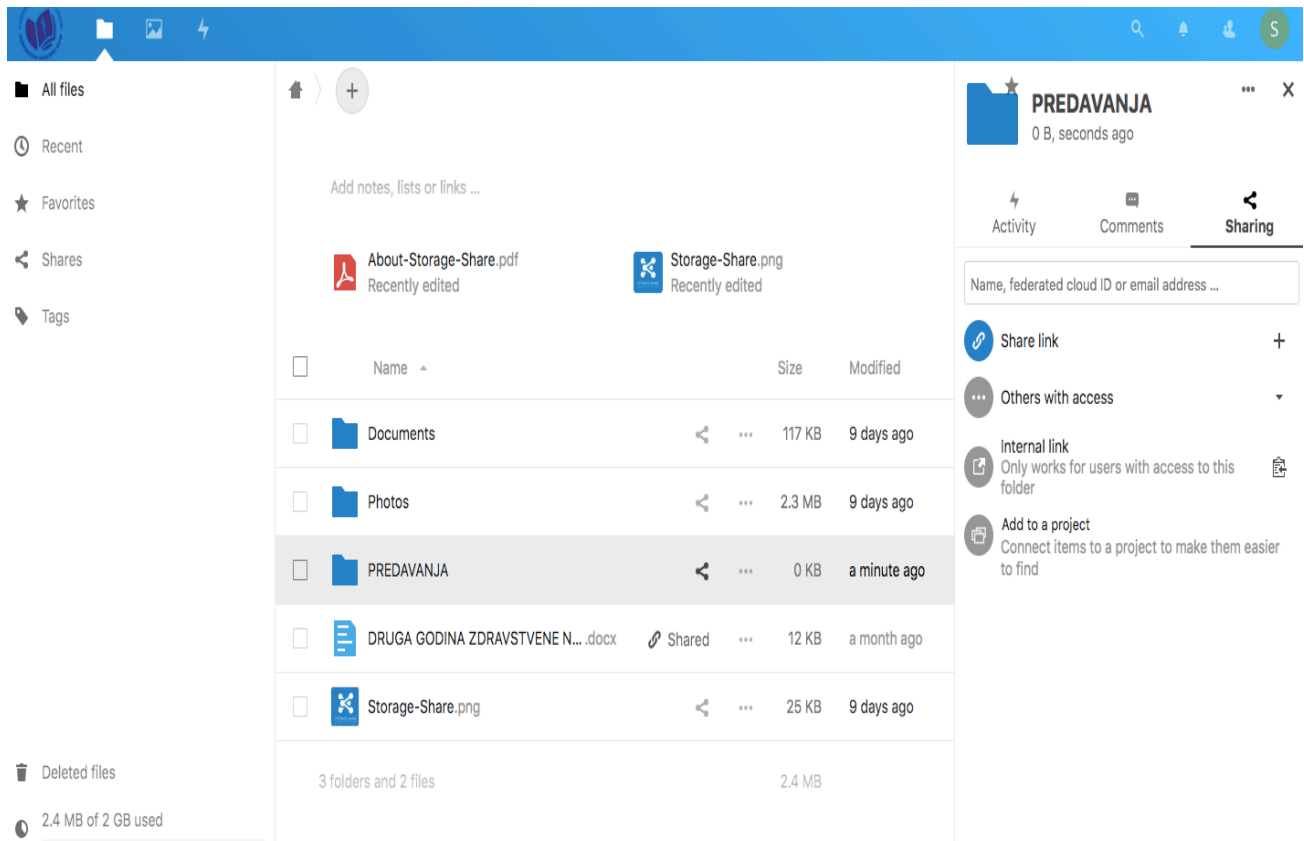 S
All files
Recent
Favorites
Shares
Tags
Deleted files
2.4 MB of 2 GB used
+
Add notes, lists or links ...
About-Storage-Share.pdf
Recently edited
Storage-Share.png
Recently edited
Name Size Modified
Documents 117 KB 9 days ago
Photos 2.3 MB 9 days ago
PREDAVANJA 0 KB a minute ago
DRUGA GODINA ZDRAVSTVENE N... .docx Shared 12 KB a month ago
Storage-Share.png 25 KB 9 days ago
3 folders and 2 files 2.4 MB
PREDAVANJA
0 B, seconds ago
Activity Comments Sharing
Name, federated cloud ID or email address ...
Share link
Others with access
Internal link
Only works for users with access to this
folder
Add to a project
Connect items to a project to make them easier
to find